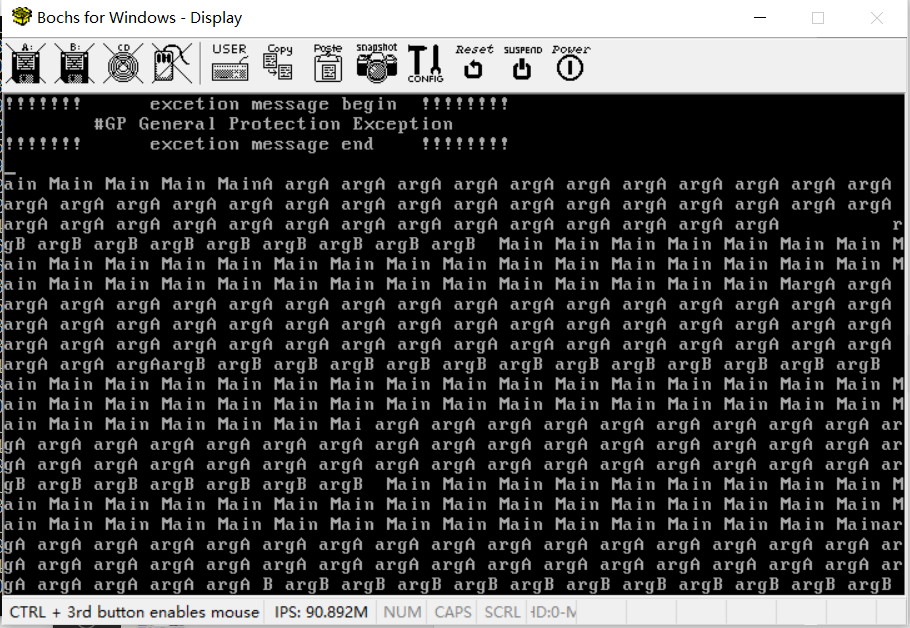 Bochs for Windows - Display
A: B: CD USER Copy Paste snapshot CONFIG Reset SUSPEND Power
!!!!!!! excetion message begin !!!!!!!!
#GP General Protection Exception
!!!!!!! excetion message end !!!!!!!!
_
ain Main Main Main MainA argA argA argA argA argA argA argA argA argA argA argA
argA argA argA argA argA argA argA argA argA argA argA argA argA argA argA argA
argA argA argA argA argA argA argA argA argA argA argA argA argA argA r
gB argB argB argB argB argB argB argB argB Main Main Main Main Main Main Main M
ain Main Main Main Main Main Main Main Main Main Main Main Main Main Main Main M
ain Main Main Main Main Main Main Main Main Main Main Main Main Main MargA argA
argA argA argA argA argA argA argA argA argA argA argA argA argA argA argA argA
argA argA argA argA argA argA argA argA argA argA argA argA argA argA argA argA
argA argA argA argA argA argA argA argA argA argA argA argA argA argA argA argA
argA argA argAargB argB argB argB argB argB argB argB argB argB argB argB argB
ain Main Main Main Main Main Main Main Main Main Main Main Main Main Main Main M
ain Main Main Main Main Main Main Main Main Main Main Main Main Main Main Main M
ain Main Main Main Main Main Mai argA argA argA argA argA argA argA argA argA ar
gA argA argA argA argA argA argA argA argA argA argA argA argA argA argA argA ar
gA argA argA argA argA argA argA argA argA argA argA argA argA argA argA argA ar
gB argB argB argB argB argB argB Main Main Main Main Main Main Main Main Main M
ain Main Main Main Main Main Main Main Main Main Main Main Main Main Main Main M
ain Main Main Main Main Main Main Main Main Main Main Main Main Main Main Mainar
gA argA argA argA argA argA argA argA argA argA argA argA argA argA argA argA ar
gA argA argA argA argA argA argA argA argA argA argA argA argA argA argA argA ar
gA argA argA argA argA B argB argB argB argB argB argB argB argB argB argB argB
CTRL + 3rd button enables mouse IPS: 90.892M NUM CAPS SCRL HD:0-M